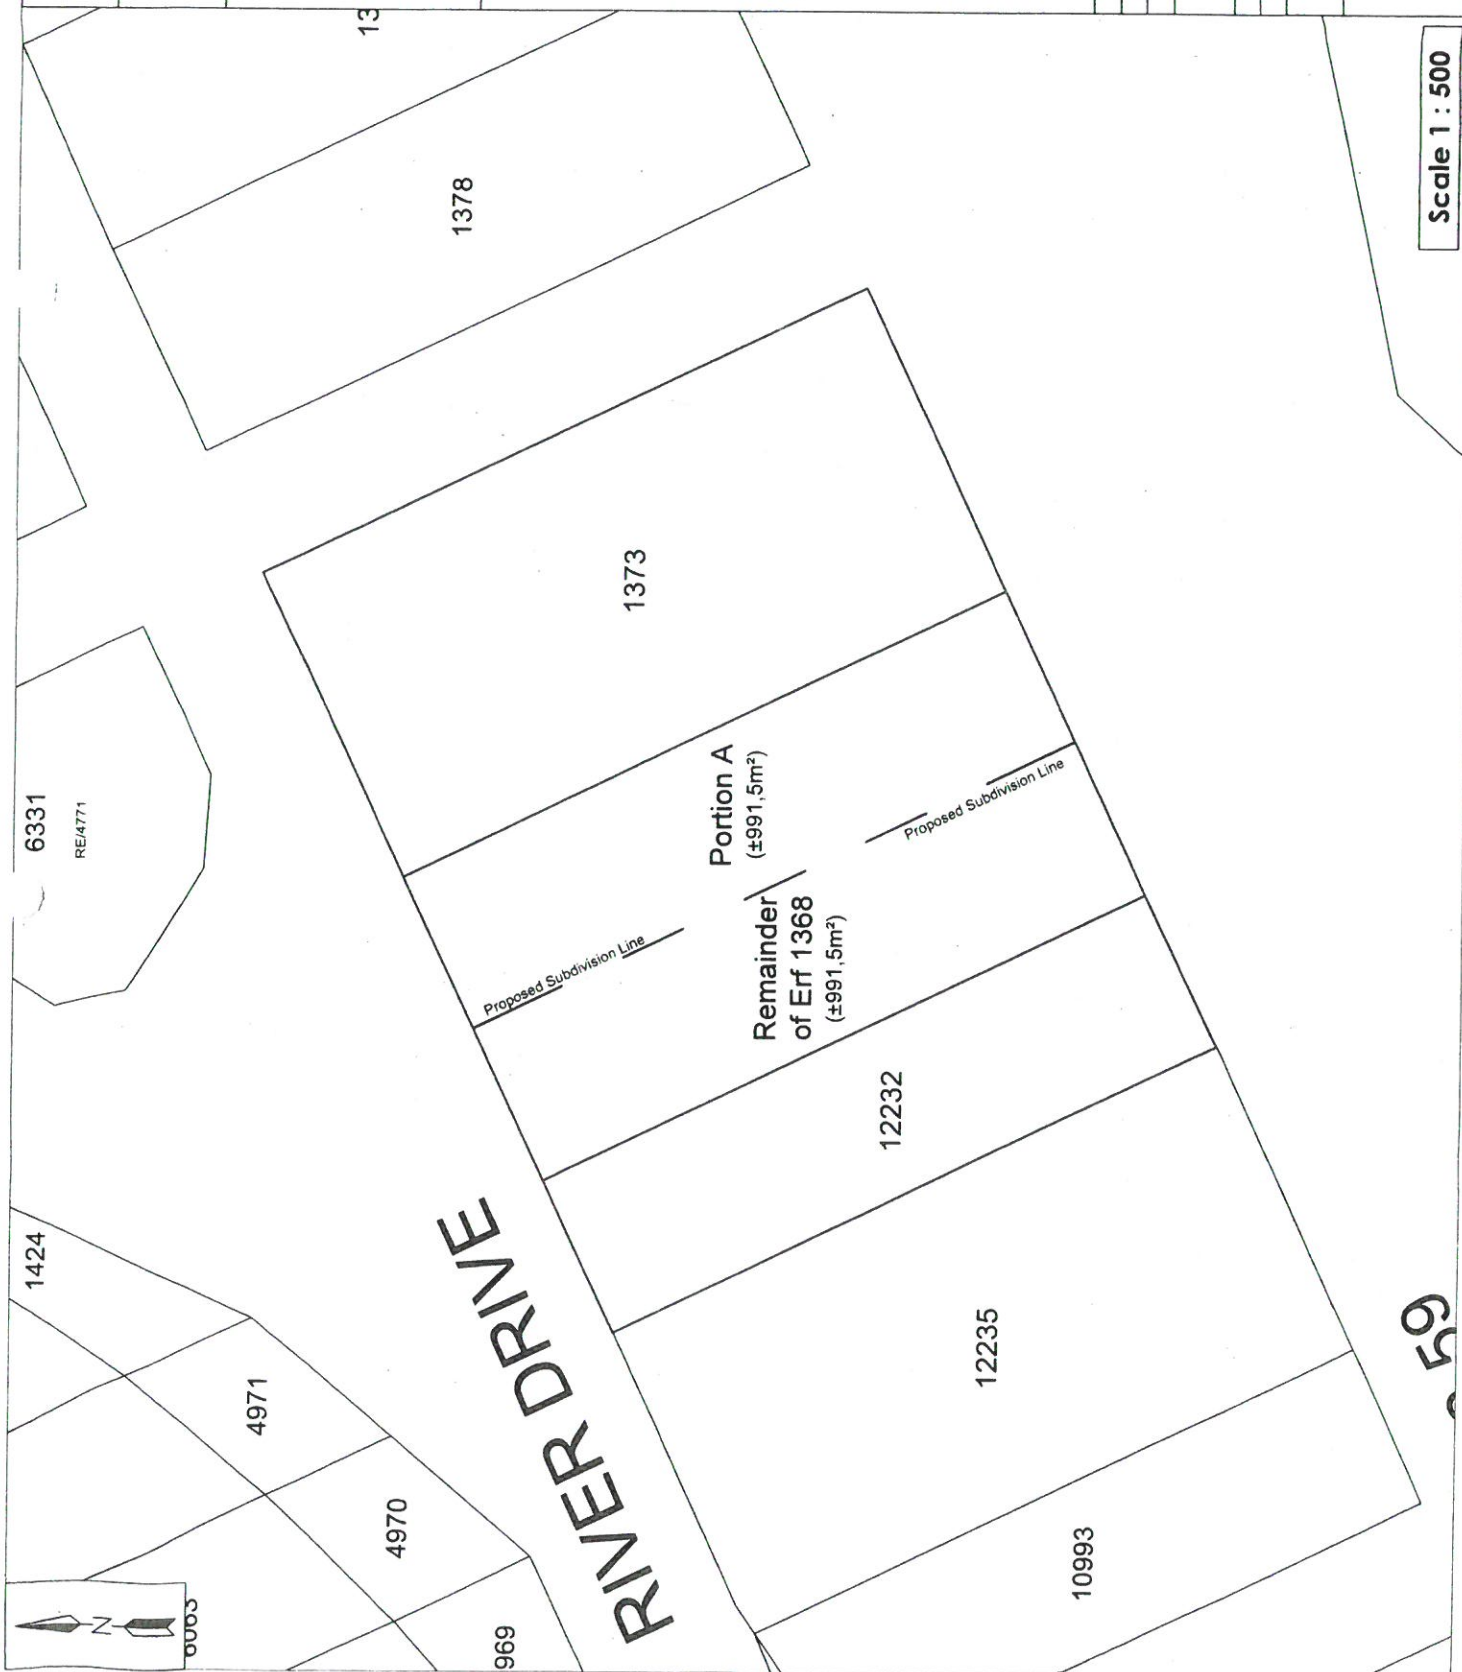 13
1378
Scale 1 : 500
1373
6331
RE/4771
Portion A
(±991,5m²)
Proposed Subdivision Line
Remainder
of Erf 1368
(±991,5m²)
Proposed Subdivision Line
12232
1424
RIVER DRIVE
12235
4971
4970
10993
59
N
969